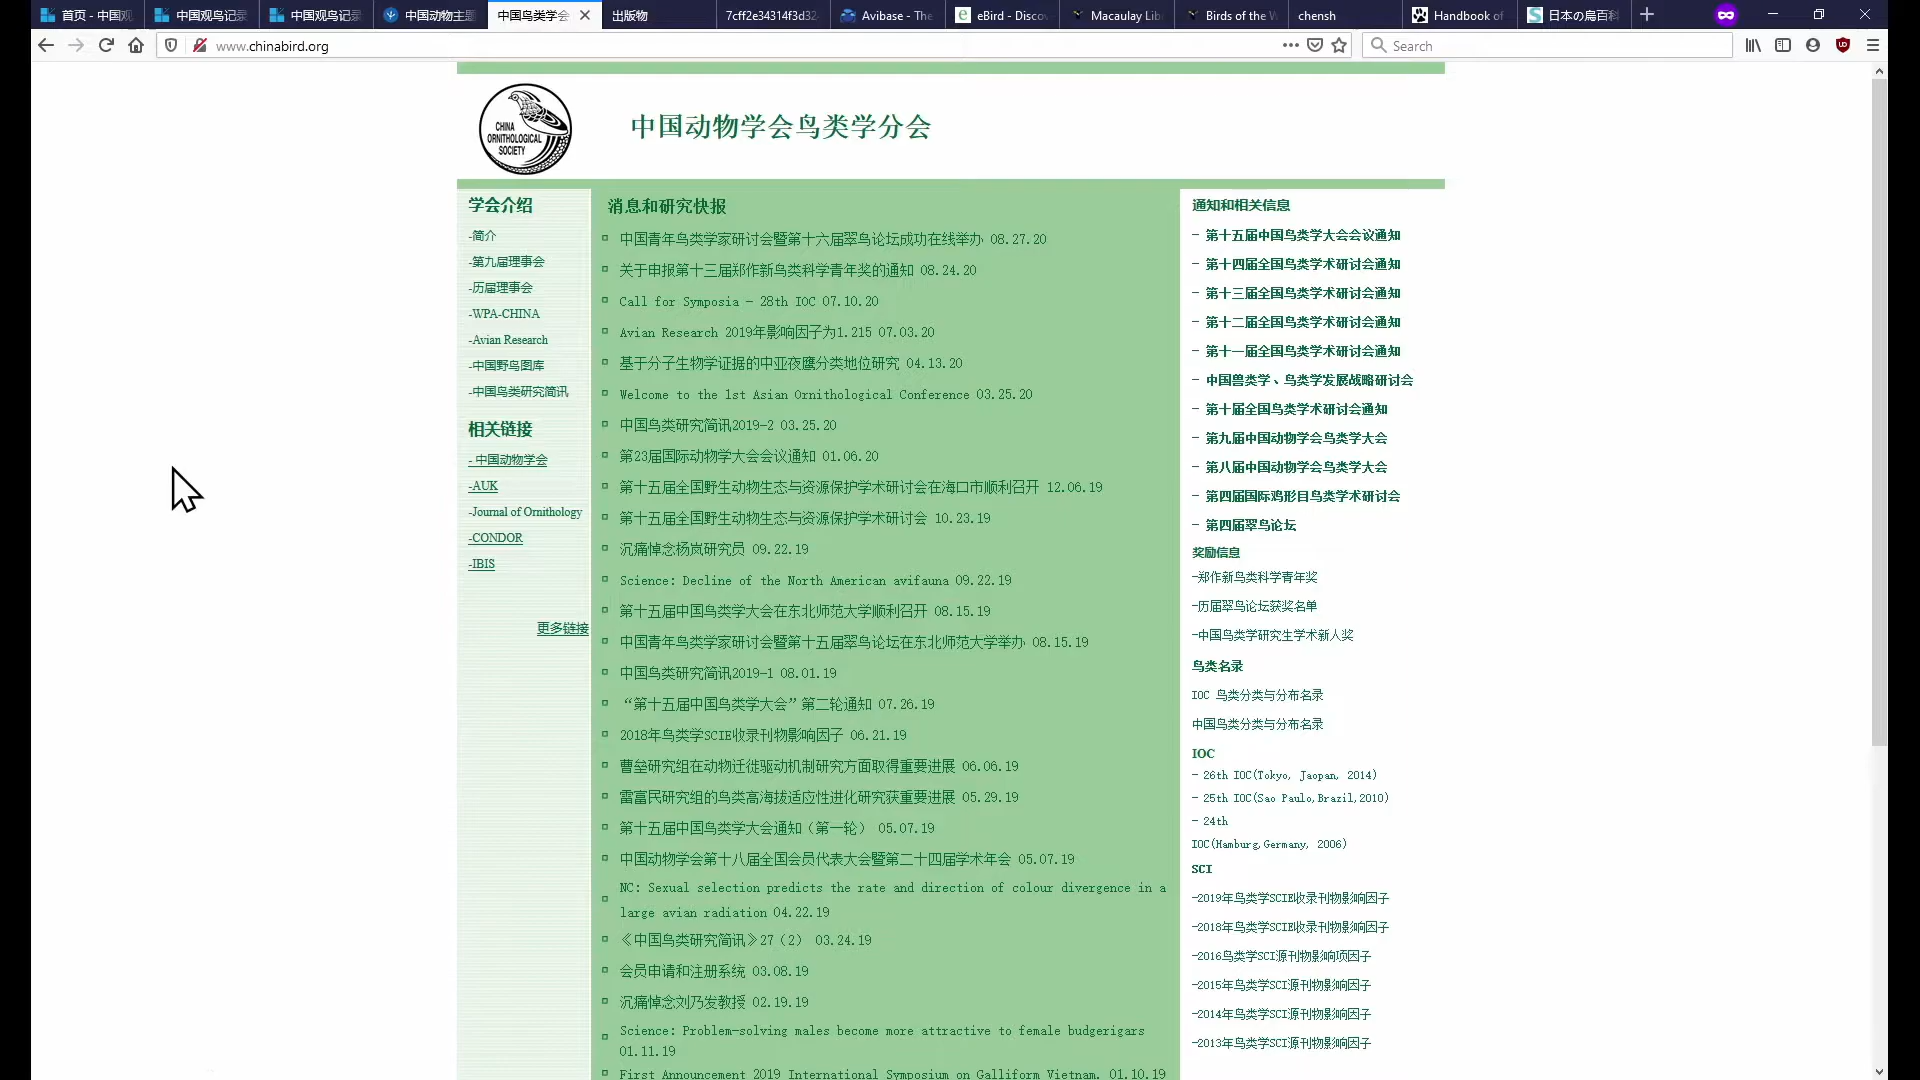 首页 - 中国观
中国观鸟记录
中国观鸟记录
中国动物主题
中国鸟类学会
出版物
7cff2e34314f3d32
Avibase - The
eBird - Discov
Macaulay Lib
Birds of the W
chensh
Handbook of
日本の鳥百科
www.chinabird.org
Search
CHINA
ORNITHOLOGICAL
SOCIETY
中国动物学会鸟类学分会
学会介绍
-简介
-第九届理事会
-历届理事会
-WPA-CHINA
-Avian Research
-中国野鸟图库
-中国鸟类研究简讯
相关链接
- 中国动物学会
-AUK
-Journal of Ornithology
-CONDOR
-IBIS
更多链接
消息和研究快报
中国青年鸟类学家研讨会暨第十六届翠鸟论坛成功在线举办 08.27.20
关于申报第十三届郑作新鸟类科学青年奖的通知 08.24.20
Call for Symposia - 28th IOC 07.10.20
Avian Research 2019年影响因子为1.215 07.03.20
基于分子生物学证据的中亚夜鹰分类地位研究 04.13.20
Welcome to the 1st Asian Ornithological Conference 03.25.20
中国鸟类研究简讯2019-2 03.25.20
第23届国际动物学大会会议通知 01.06.20
第十五届全国野生动物生态与资源保护学术研讨会在海口市顺利召开 12.06.19
第十五届全国野生动物生态与资源保护学术研讨会 10.23.19
沉痛悼念杨岚研究员 09.22.19
Science: Decline of the North American avifauna 09.22.19
第十五届中国鸟类学大会在东北师范大学顺利召开 08.15.19
中国青年鸟类学家研讨会暨第十五届翠鸟论坛在东北师范大学举办 08.15.19
中国鸟类研究简讯2019-1 08.01.19
“第十五届中国鸟类学大会”第二轮通知 07.26.19
2018年鸟类学SCIE收录刊物影响因子 06.21.19
曹垒研究组在动物迁徙驱动机制研究方面取得重要进展 06.06.19
雷富民研究组的鸟类高海拔适应性进化研究获重要进展 05.29.19
第十五届中国鸟类学大会通知（第一轮） 05.07.19
中国动物学会第十八届全国会员代表大会暨第二十四届学术年会 05.07.19
NC: Sexual selection predicts the rate and direction of colour divergence in a
large avian radiation 04.22.19
《中国鸟类研究简讯》27（2） 03.24.19
会员申请和注册系统 03.08.19
沉痛悼念刘乃发教授 02.19.19
Science: Problem-solving males become more attractive to female budgerigars
01.11.19
First Announcement 2019 International Symposium on Galliform Vietnam. 01.10.19
通知和相关信息
- 第十五届中国鸟类学大会会议通知
- 第十四届全国鸟类学术研讨会通知
- 第十三届全国鸟类学术研讨会通知
- 第十二届全国鸟类学术研讨会通知
- 第十一届全国鸟类学术研讨会通知
- 中国兽类学、鸟类学发展战略研讨会
- 第十届全国鸟类学术研讨会通知
- 第九届中国动物学会鸟类学大会
- 第八届中国动物学会鸟类学大会
- 第四届国际鸡形目鸟类学术研讨会
- 第四届翠鸟论坛
奖励信息
-郑作新鸟类科学青年奖
-历届翠鸟论坛获奖名单
-中国鸟类学研究生学术新人奖
鸟类名录
IOC 鸟类分类与分布名录
中国鸟类分类与分布名录
IOC
- 26th IOC(Tokyo, Jaopan, 2014)
- 25th IOC(Sao Paulo,Brazil,2010)
- 24th
IOC(Hamburg,Germany, 2006)
SCI
-2019年鸟类学SCIE收录刊物影响因子
-2018年鸟类学SCIE收录刊物影响因子
-2016鸟类学SCI源刊物影响项因子
-2015年鸟类学SCI源刊物影响因子
-2014年鸟类学SCI源刊物影响因子
-2013年鸟类学SCI源刊物影响因子